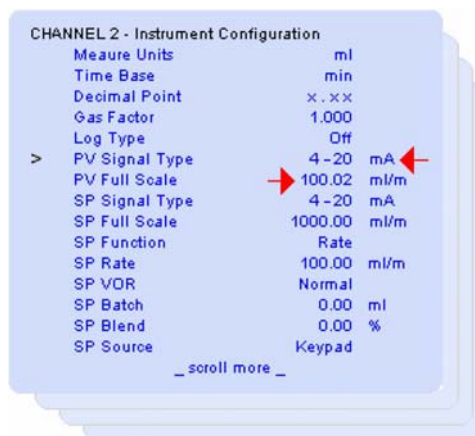 CHANNEL 2 - Instrument Configuration
Meaure Units ml
Time Base min
Decimal Point x.xx
Gas Factor 1.000
Log Type Off
> PV Signal Type 4-20 mA
PV Full Scale 100.02 ml/m
SP Signal Type 4-20 mA
SP Full Scale 1000.00 ml/m
SP Function Rate
SP Rate 100.00 ml/m
SP VOR Normal
SP Batch 0.00 ml
SP Blend 0.00 %
SP Source Keypad
_ scroll more _